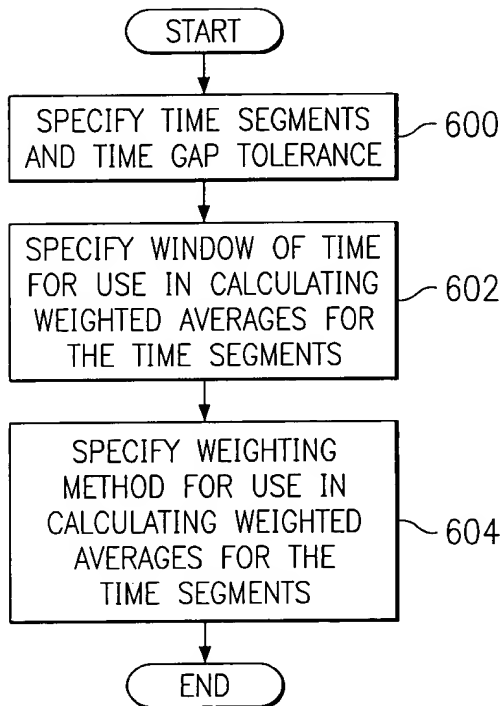 START
SPECIFY TIME SEGMENTS
AND TIME GAP TOLERANCE
600
SPECIFY WINDOW OF TIME
FOR USE IN CALCULATING
WEIGHTED AVERAGES FOR
THE TIME SEGMENTS
602
SPECIFY WEIGHTING
METHOD FOR USE IN
CALCULATING WEIGHTED
AVERAGES FOR THE
TIME SEGMENTS
604
END